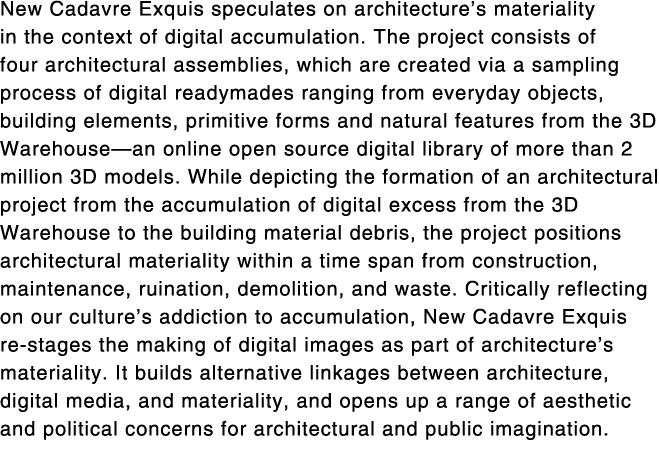 New Cadavre Exquis speculates on architecture’s materiality
in the context of digital accumulation. The project consists of
four architectural assemblies, which are created via a sampling
process of digital readymades ranging from everyday objects,
building elements, primitive forms and natural features from the 3D
Warehouse—an online open source digital library of more than 2
million 3D models. While depicting the formation of an architectural
project from the accumulation of digital excess from the 3D
Warehouse to the building material debris, the project positions
architectural materiality within a time span from construction,
maintenance, ruination, demolition, and waste. Critically reflecting
on our culture’s addiction to accumulation, New Cadavre Exquis
re-stages the making of digital images as part of architecture’s
materiality. It builds alternative linkages between architecture,
digital media, and materiality, and opens up a range of aesthetic
and political concerns for architectural and public imagination.